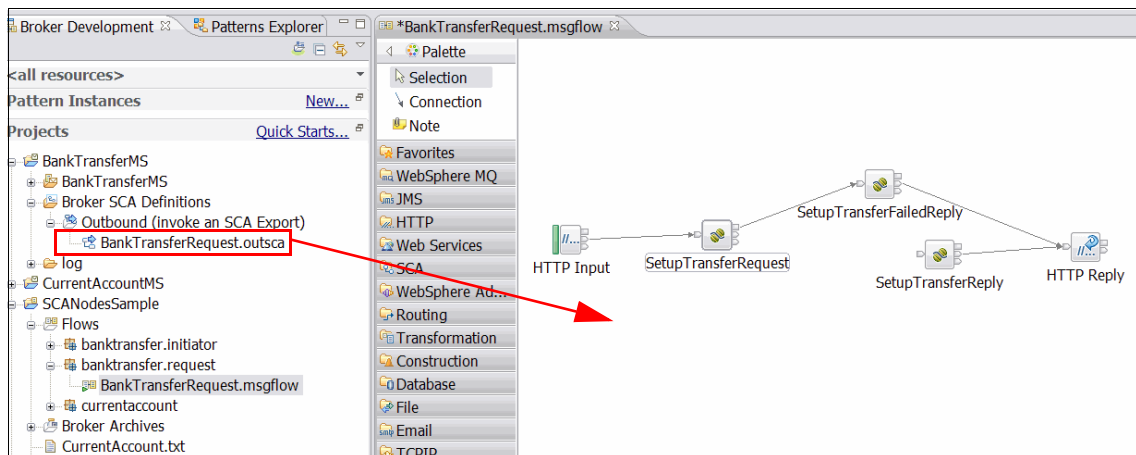 Broker Development
Patterns Explorer
<all resources>
Pattern Instances
New...
Projects
Quick Starts...
BankTransferMS
BankTransferMS
Broker SCA Definitions
Outbound (invoke an SCA Export)
BankTransferRequest.outsca
log
CurrentAccountMS
SCANodesSample
Flows
banktransfer.initiator
banktransfer.request
BankTransferRequest.msgflow
currentaccount
Broker Archives
CurrentAccount.txt
*BankTransferRequest.msgflow
Palette
Selection
Connection
Note
Favorites
WebSphere MQ
JMS
HTTP
Web Services
SCA
WebSphere Ad...
Routing
Transformation
Construction
Database
File
Email
TCPIP
HTTP Input
SetupTransferRequest
SetupTransferFailedReply
SetupTransferReply
HTTP Reply